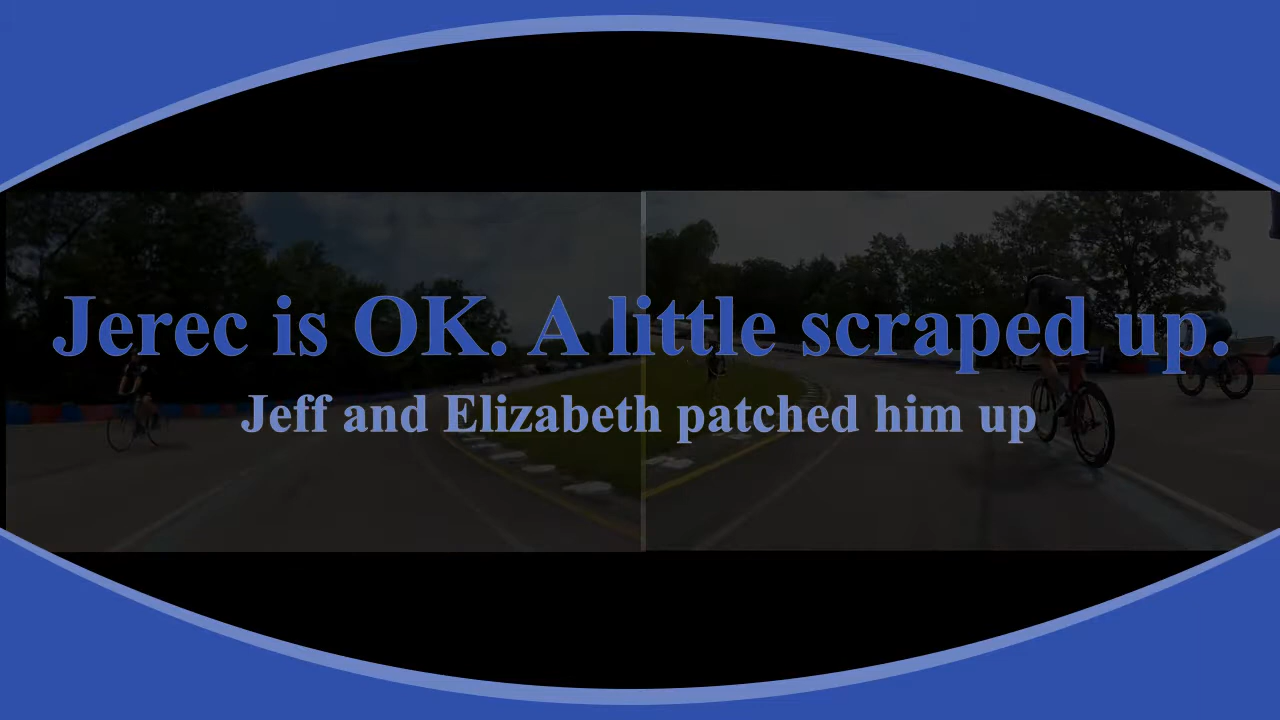 Jerec is OK. A little scraped up.
Jeff and Elizabeth patched him up